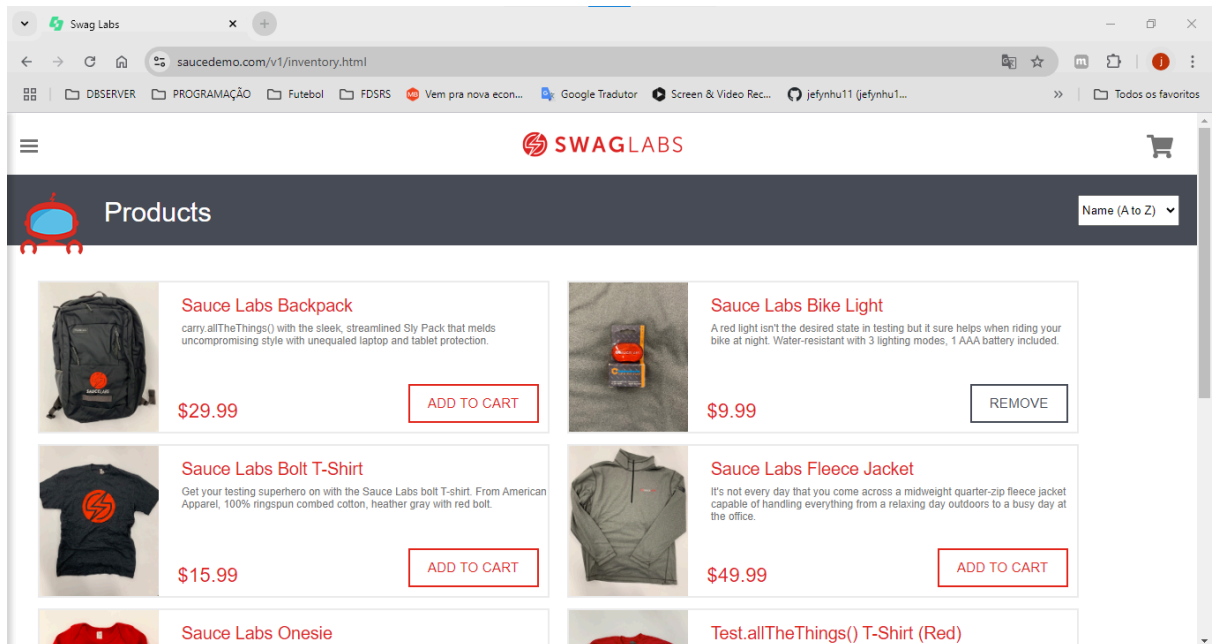 Swag Labs
saucedemo.com/v1/inventory.html
DBSERVER PROGRAMAÇÃO Futebol FDSRS Vem pra nova econ... Google Tradutor Screen & Video Rec... jefynhu11 (jefynhu1... » Todos os favoritos
SWAGLABS
Products
Name (A to Z)
Sauce Labs Backpack
carry.allTheThings() with the sleek, streamlined Sly Pack that melds
uncompromising style with unequaled laptop and tablet protection.
$29.99
ADD TO CART
Sauce Labs Bike Light
A red light isn't the desired state in testing but it sure helps when riding your
bike at night. Water-resistant with 3 lighting modes, 1 AAA battery included.
$9.99
REMOVE
Sauce Labs Bolt T-Shirt
Get your testing superhero on with the Sauce Labs bolt T-shirt. From American
Apparel, 100% ringspun combed cotton, heather gray with red bolt.
$15.99
ADD TO CART
Sauce Labs Fleece Jacket
It's not every day that you come across a midweight quarter-zip fleece jacket
capable of handling everything from a relaxing day outdoors to a busy day at
the office.
$49.99
ADD TO CART
Sauce Labs Onesie
Test.allTheThings() T-Shirt (Red)